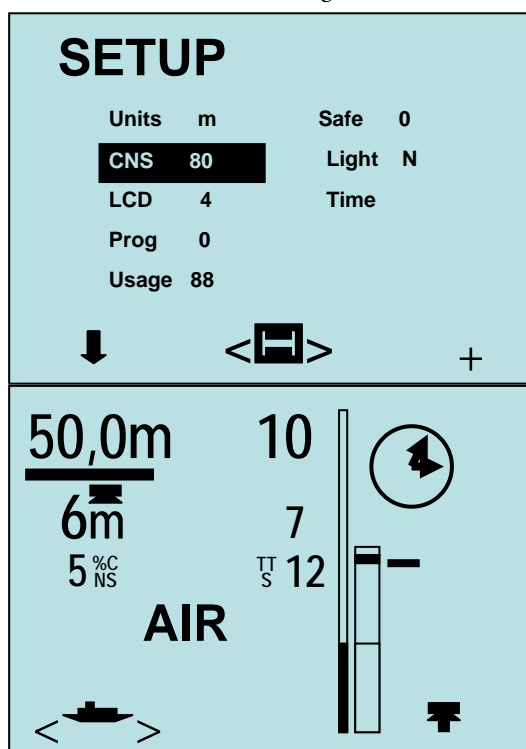 SETUP
Units m Safe 0
CNS 80 Light N
LCD 4 Time
Prog 0
Usage 88
< > +
50,0m 10
6m 7
5 %C NS TT S 12
AIR
< >